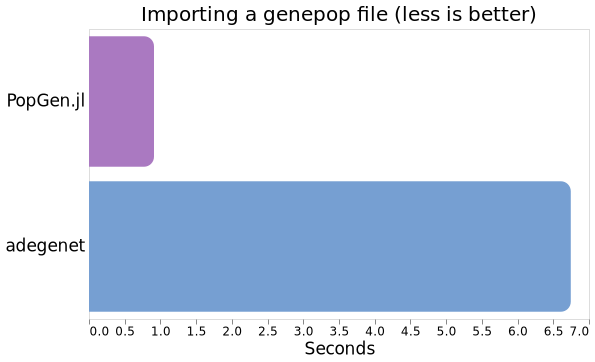 Importing a genepop file (less is better)
PopGen.jl
adegenet
0.0 0.5 1.0 1.5 2.0 2.5 3.0 3.5 4.0 4.5 5.0 5.5 6.0 6.5 7.0
Seconds